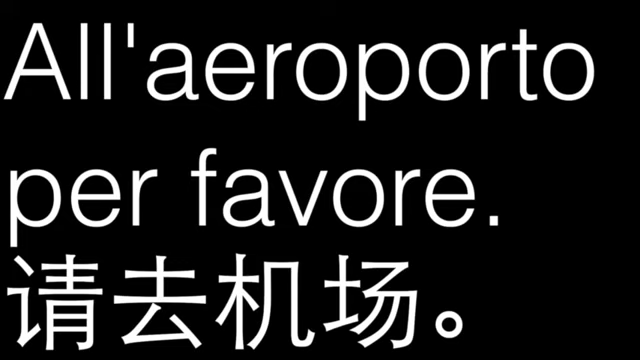 All'aeroporto
per favore.
请去机场。